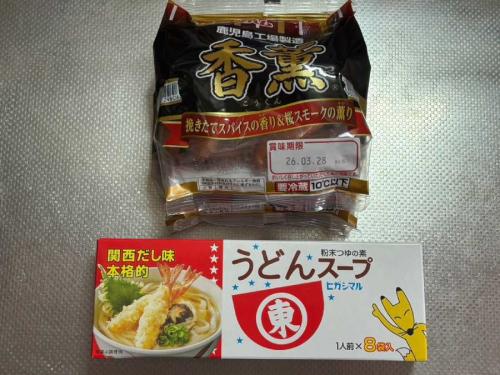 鹿児島工場製造
香薫
こうくん
挽きたてスパイスの香り&桜スモークの薫り
賞味期限
26.03.28
要冷蔵 10℃以下
関西だし味
本格的
粉末つゆの素
うどんスープ
ヒガシマル
東
1人前×8袋入